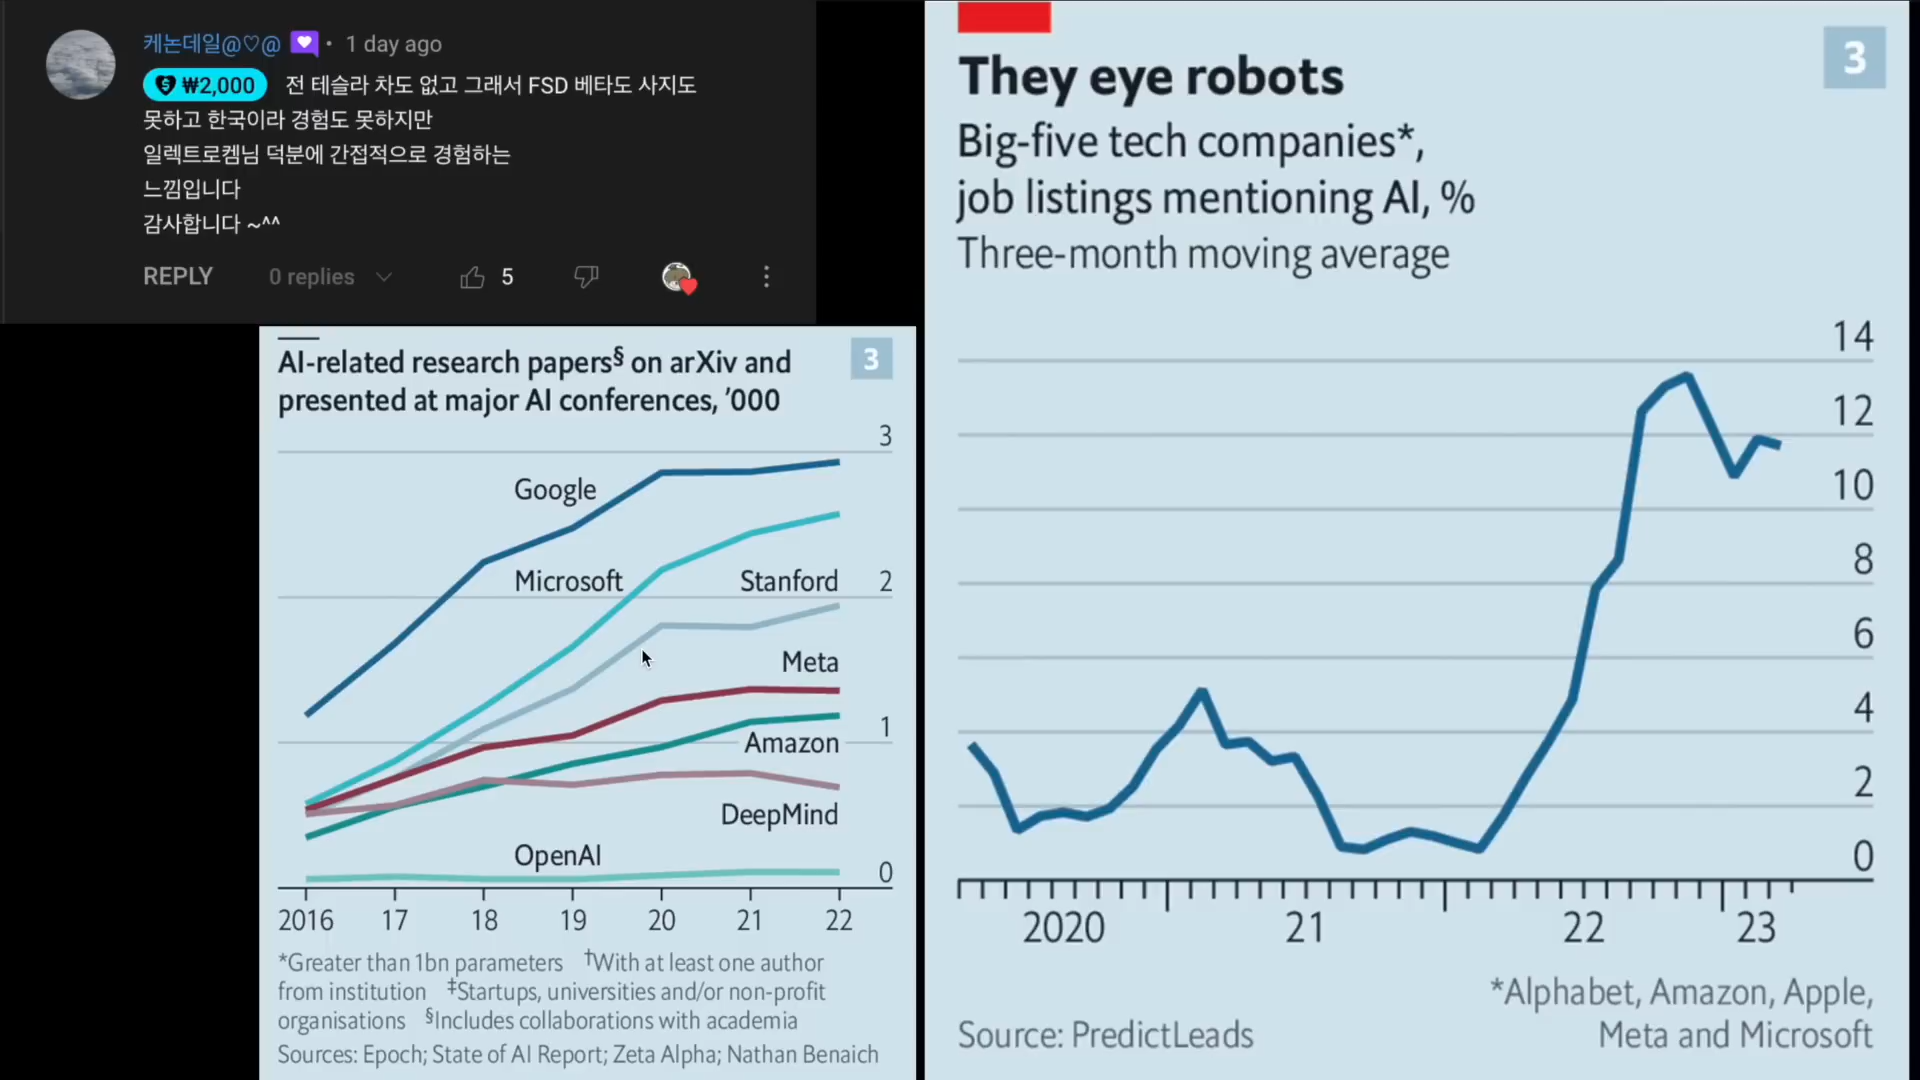 케논데일@♡@ • 1 day ago
₩2,000 전 테슬라 차도 없고 그래서 FSD 베타도 사지도
못하고 한국이라 경험도 못하지만
일렉트로켐님 덕분에 간접적으로 경험하는
느낌입니다
감사합니다 ~^^
REPLY 0 replies 5
AI-related research papers§ on arXiv and
presented at major AI conferences, ’000
3
3
Google
Microsoft
Stanford
2
Meta
1
Amazon
DeepMind
OpenAI
0
2016 17 18 19 20 21 22
*Greater than 1bn parameters †With at least one author
from institution ‡Startups, universities and/or non-profit
organisations §Includes collaborations with academia
Sources: Epoch; State of AI Report; Zeta Alpha; Nathan Benaich
They eye robots
3
Big-five tech companies*,
job listings mentioning AI, %
Three-month moving average
14
12
10
8
6
4
2
0
2020 21 22 23
*Alphabet, Amazon, Apple,
Meta and Microsoft
Source: PredictLeads